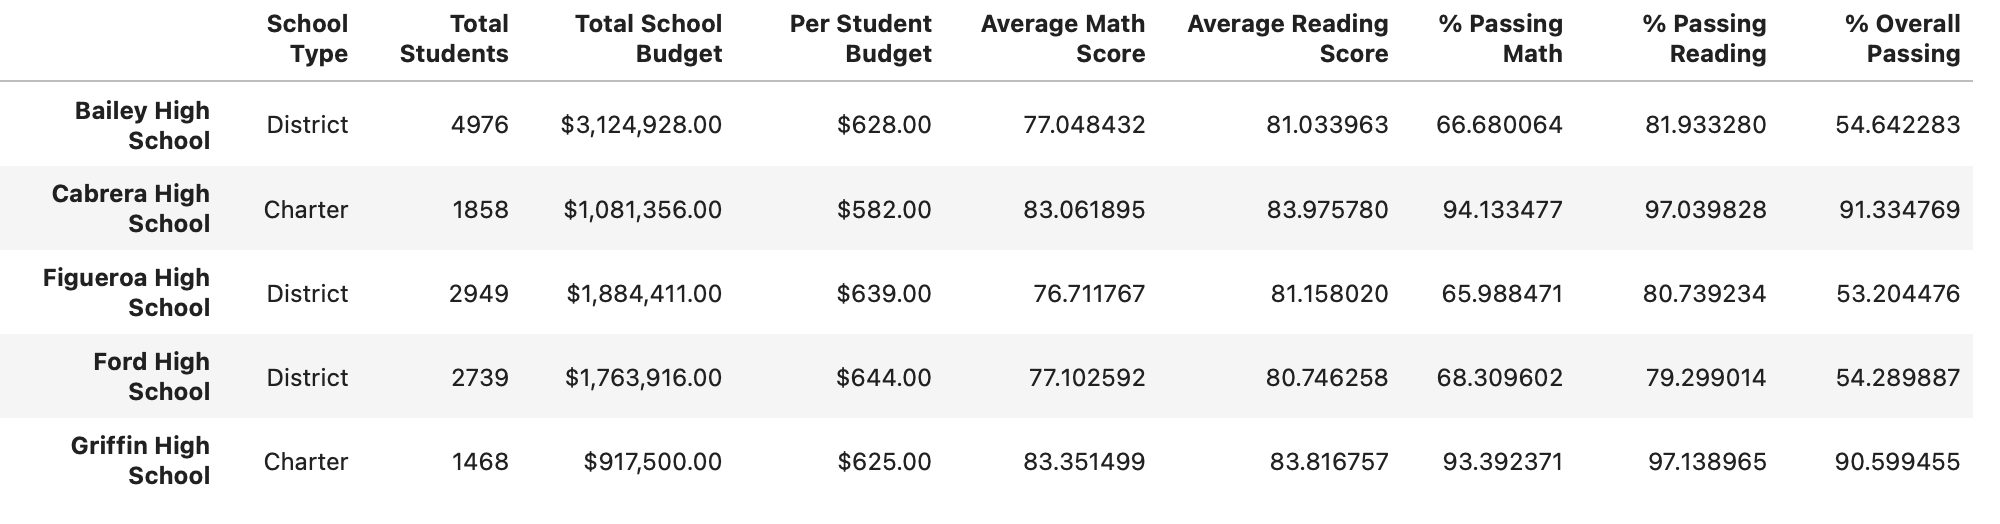 School Total Total School Per Student Average Math Average Reading % Passing % Passing % Overall
Type Students Budget Budget Score Score Math Reading Passing
Bailey High
School District 4976 $3,124,928.00 $628.00 77.048432 81.033963 66.680064 81.933280 54.642283
Cabrera High
School Charter 1858 $1,081,356.00 $582.00 83.061895 83.975780 94.133477 97.039828 91.334769
Figueroa High
School District 2949 $1,884,411.00 $639.00 76.711767 81.158020 65.988471 80.739234 53.204476
Ford High
School District 2739 $1,763,916.00 $644.00 77.102592 80.746258 68.309602 79.299014 54.289887
Griffin High
School Charter 1468 $917,500.00 $625.00 83.351499 83.816757 93.392371 97.138965 90.599455